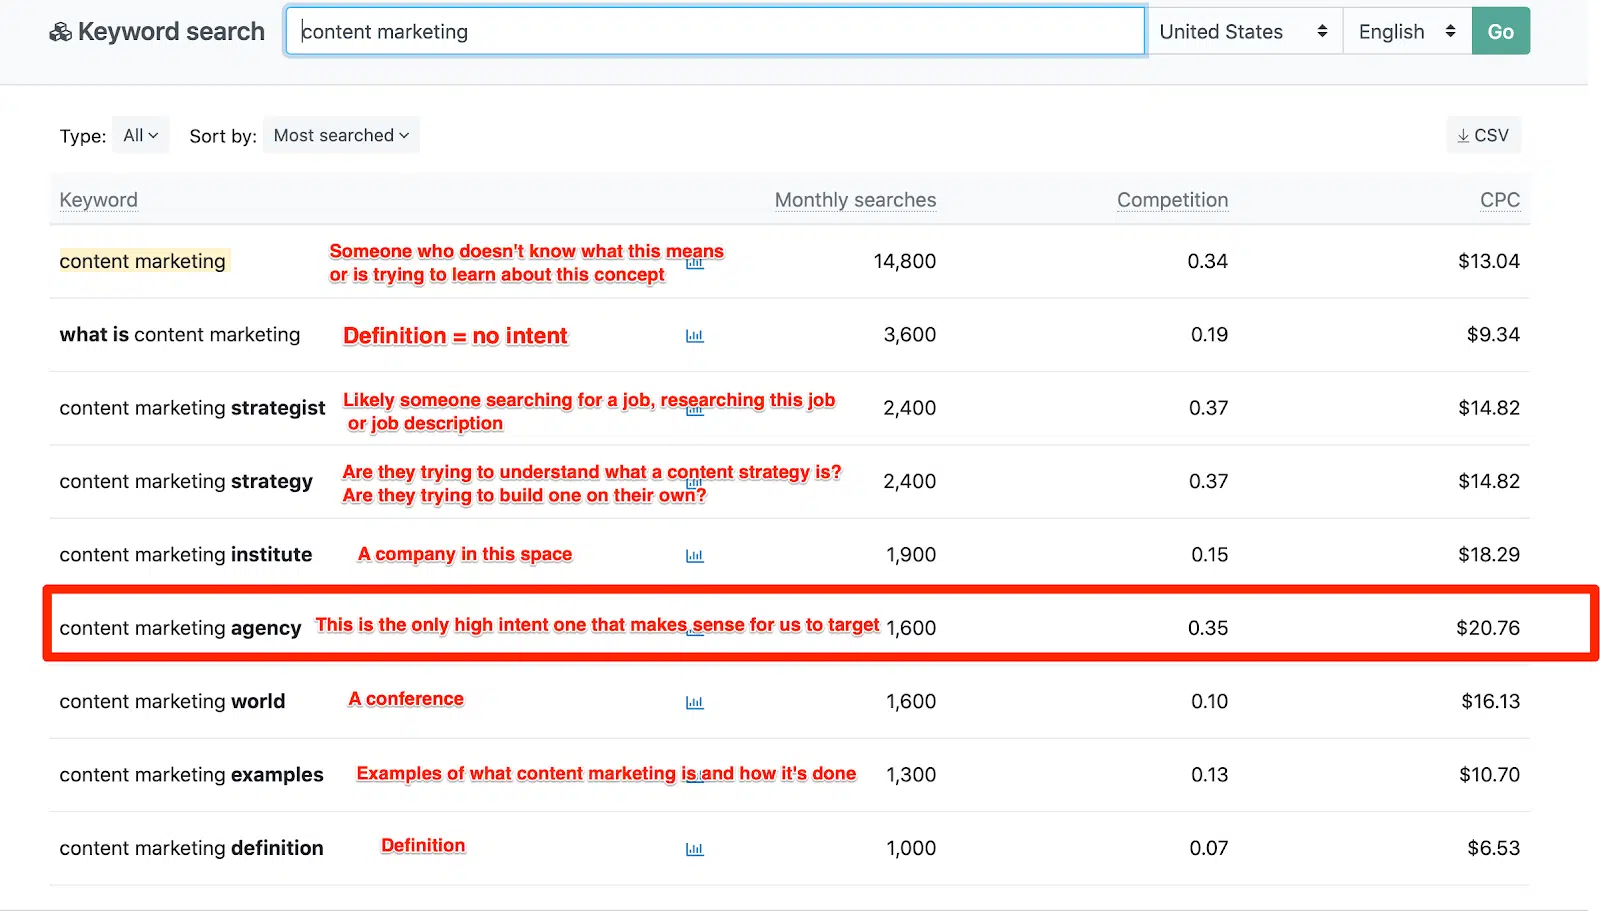 Keyword search content marketing United States English Go
Type: All Sort by: Most searched CSV
Keyword Monthly searches Competition CPC
content marketing Someone who doesn't know what this means 14,800 0.34 $13.04
or is trying to learn about this concept
what is content marketing Definition = no intent 3,600 0.19 $9.34
content marketing strategist Likely someone searching for a job, researching this job 2,400 0.37 $14.82
or job description
content marketing strategy Are they trying to understand what a content strategy is? 2,400 0.37 $14.82
Are they trying to build one on their own?
content marketing institute A company in this space 1,900 0.15 $18.29
content marketing agency This is the only high intent one that makes sense for us to target 1,600 0.35 $20.76
content marketing world A conference 1,600 0.10 $16.13
content marketing examples Examples of what content marketing is and how it's done 1,300 0.13 $10.70
content marketing definition Definition 1,000 0.07 $6.53